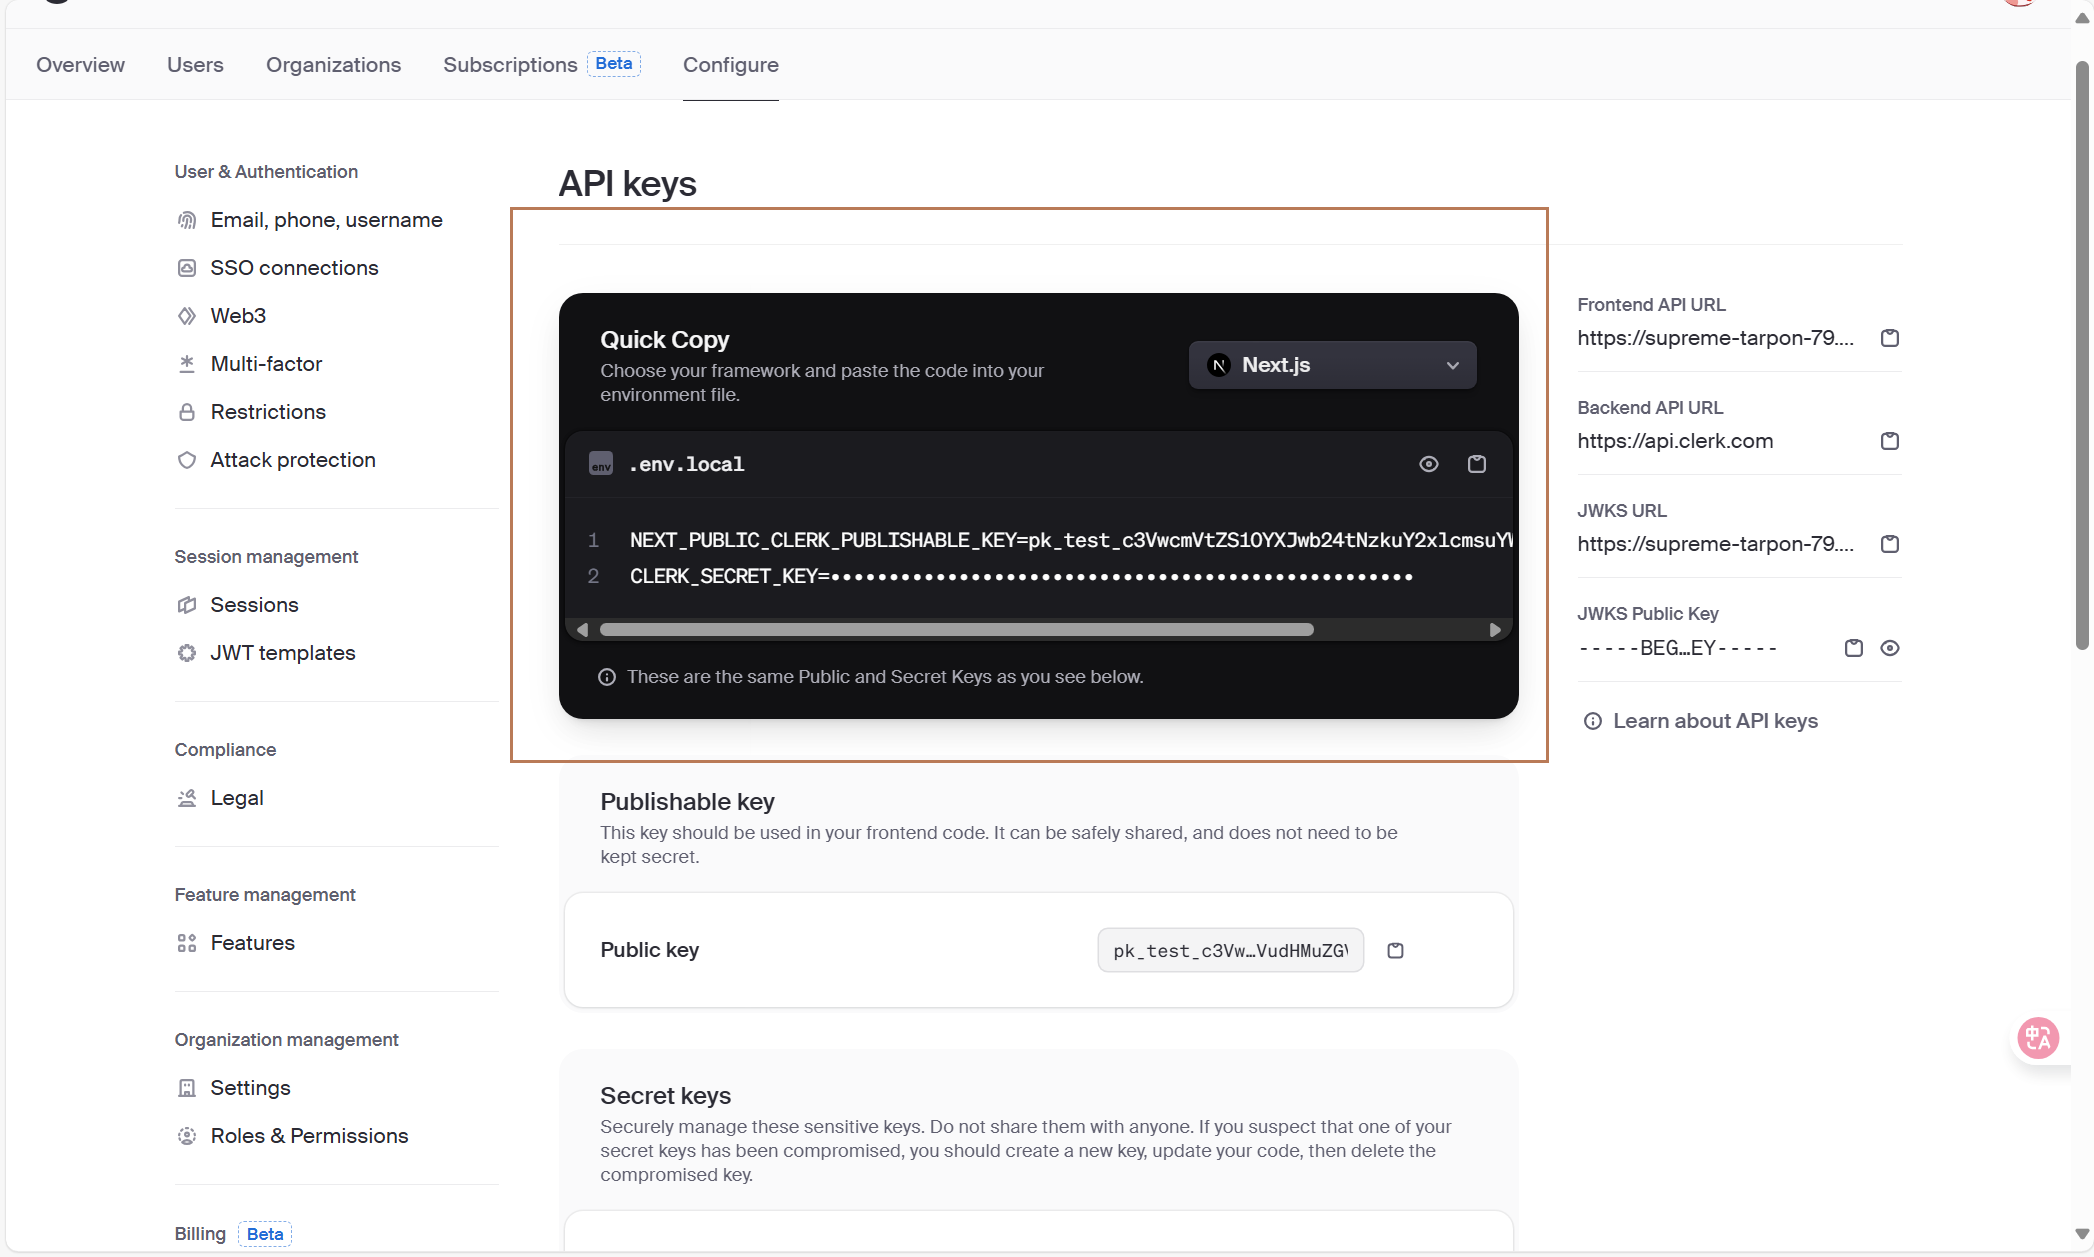 Overview
Users
Organizations
Subscriptions Beta
Configure
User & Authentication
Email, phone, username
SSO connections
Web3
Multi-factor
Restrictions
Attack protection
Session management
Sessions
JWT templates
Compliance
Legal
Feature management
Features
Organization management
Settings
Roles & Permissions
Billing Beta
API keys
Quick Copy
Choose your framework and paste the code into your
environment file.
Next.js
env .env.local
1 NEXT_PUBLIC_CLERK_PUBLISHABLE_KEY=pk_test_c3VwcmVtZS10YXJwb24tNzkuY2xlcmsuYW
2 CLERK_SECRET_KEY=••••••••••••••••••••••••••••••••••••••••••••••••••
These are the same Public and Secret Keys as you see below.
Publishable key
This key should be used in your frontend code. It can be safely shared, and does not need to be
kept secret.
Public key
pk_test_c3Vw…VudHMuZGV
Secret keys
Securely manage these sensitive keys. Do not share them with anyone. If you suspect that one of your
secret keys has been compromised, you should create a new key, update your code, then delete the
compromised key.
Frontend API URL
https://supreme-tarpon-79....
Backend API URL
https://api.clerk.com
JWKS URL
https://supreme-tarpon-79....
JWKS Public Key
-----BEG…EY-----
Learn about API keys
中A